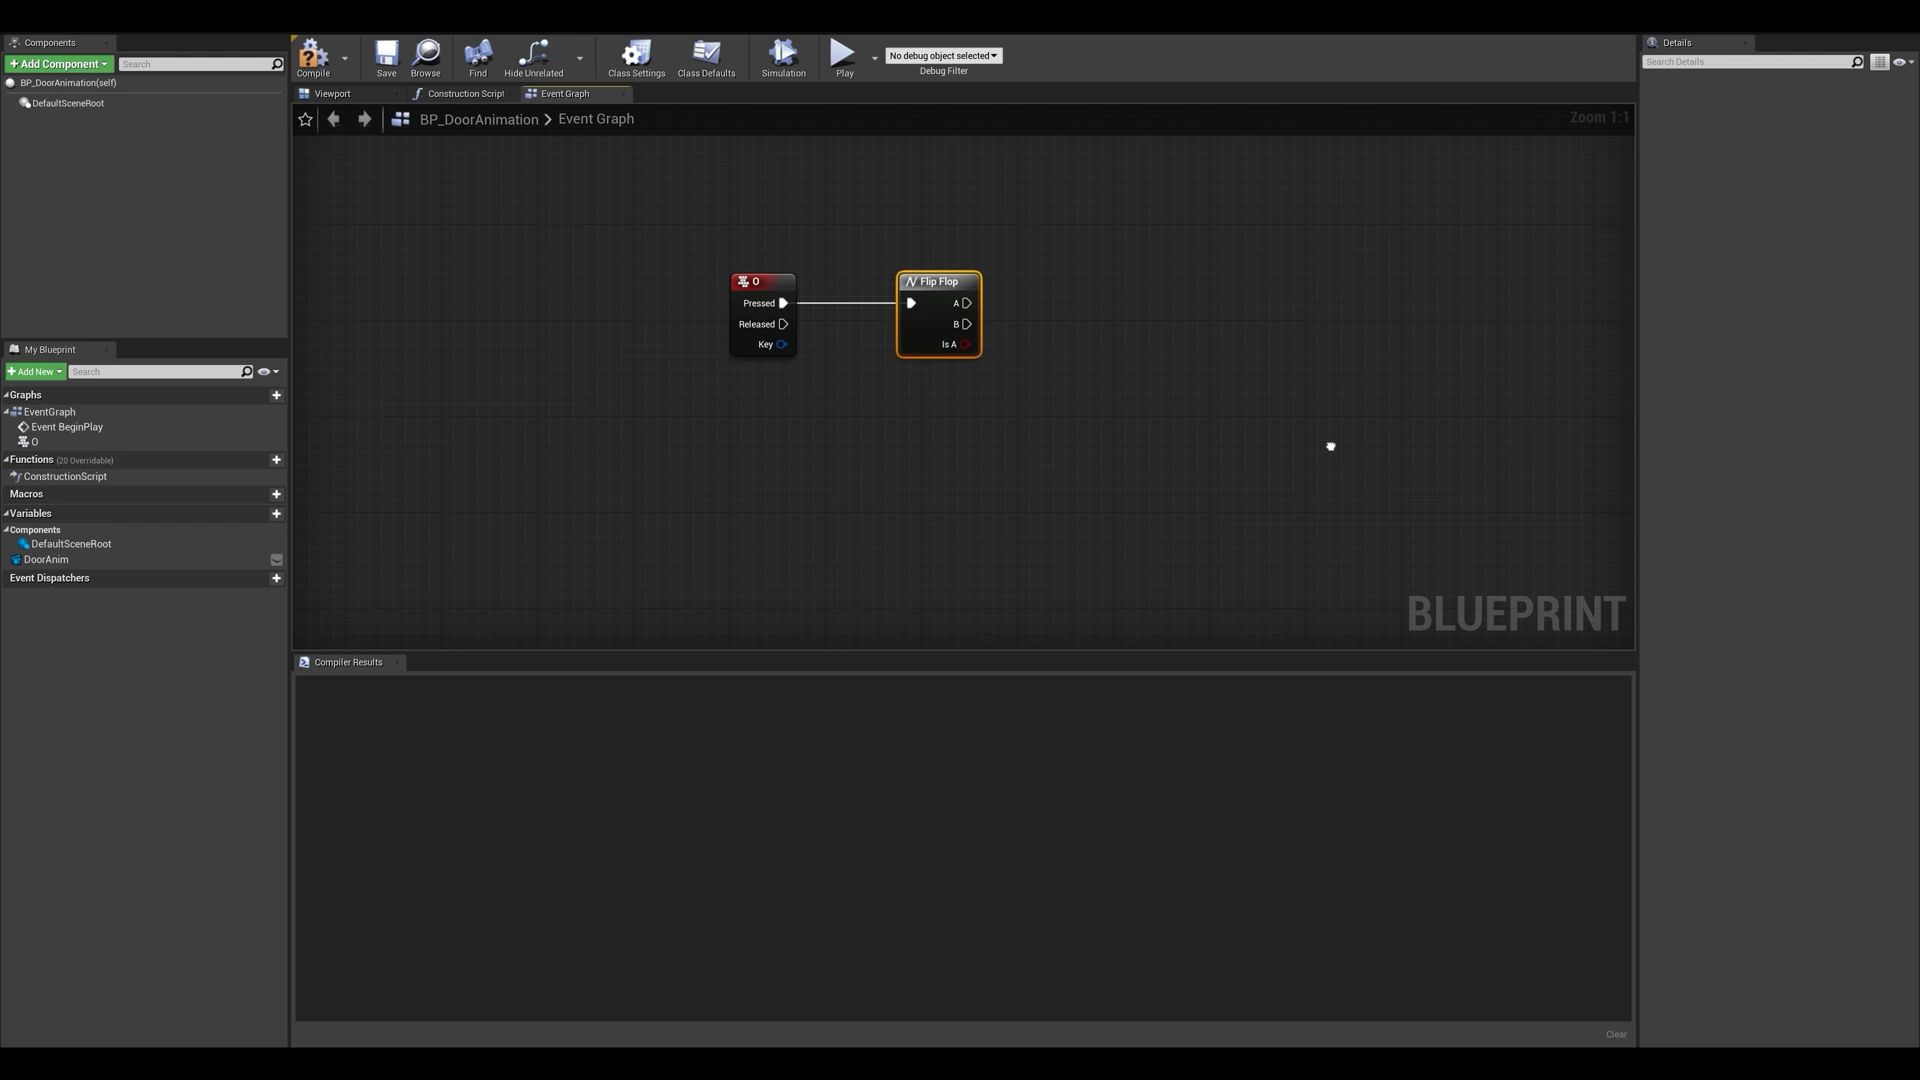 Components
Add Component
Search
BP_DoorAnimation(self)
DefaultSceneRoot
Compile
Save
Browse
Find
Hide Unrelated
Class Settings
Class Defaults
Simulation
Play
No debug object selected
Debug Filter
Viewport
Construction Script
Event Graph
BP_DoorAnimation > Event Graph
Zoom 1:1
O
Pressed
Released
Key
Flip Flop
A
B
Is A
BLUEPRINT
My Blueprint
Add New
Search
Graphs
EventGraph
Event BeginPlay
O
Functions (20 Overridable)
ConstructionScript
Macros
Variables
Components
DefaultSceneRoot
DoorAnim
Event Dispatchers
Compiler Results
Clear
Details
Search Details